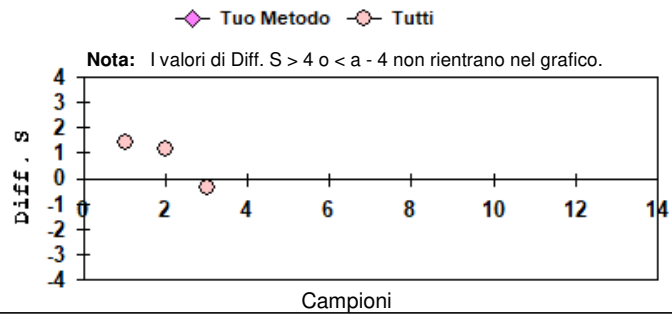 Tuo Metodo Tutti
Nota: I valori di Diff. S > 4 o < a - 4 non rientrano nel grafico.
4
3
2
1
0
-1
-2
-3
-4
Diff. S
0 2 4 6 8 10 12 14
Campioni